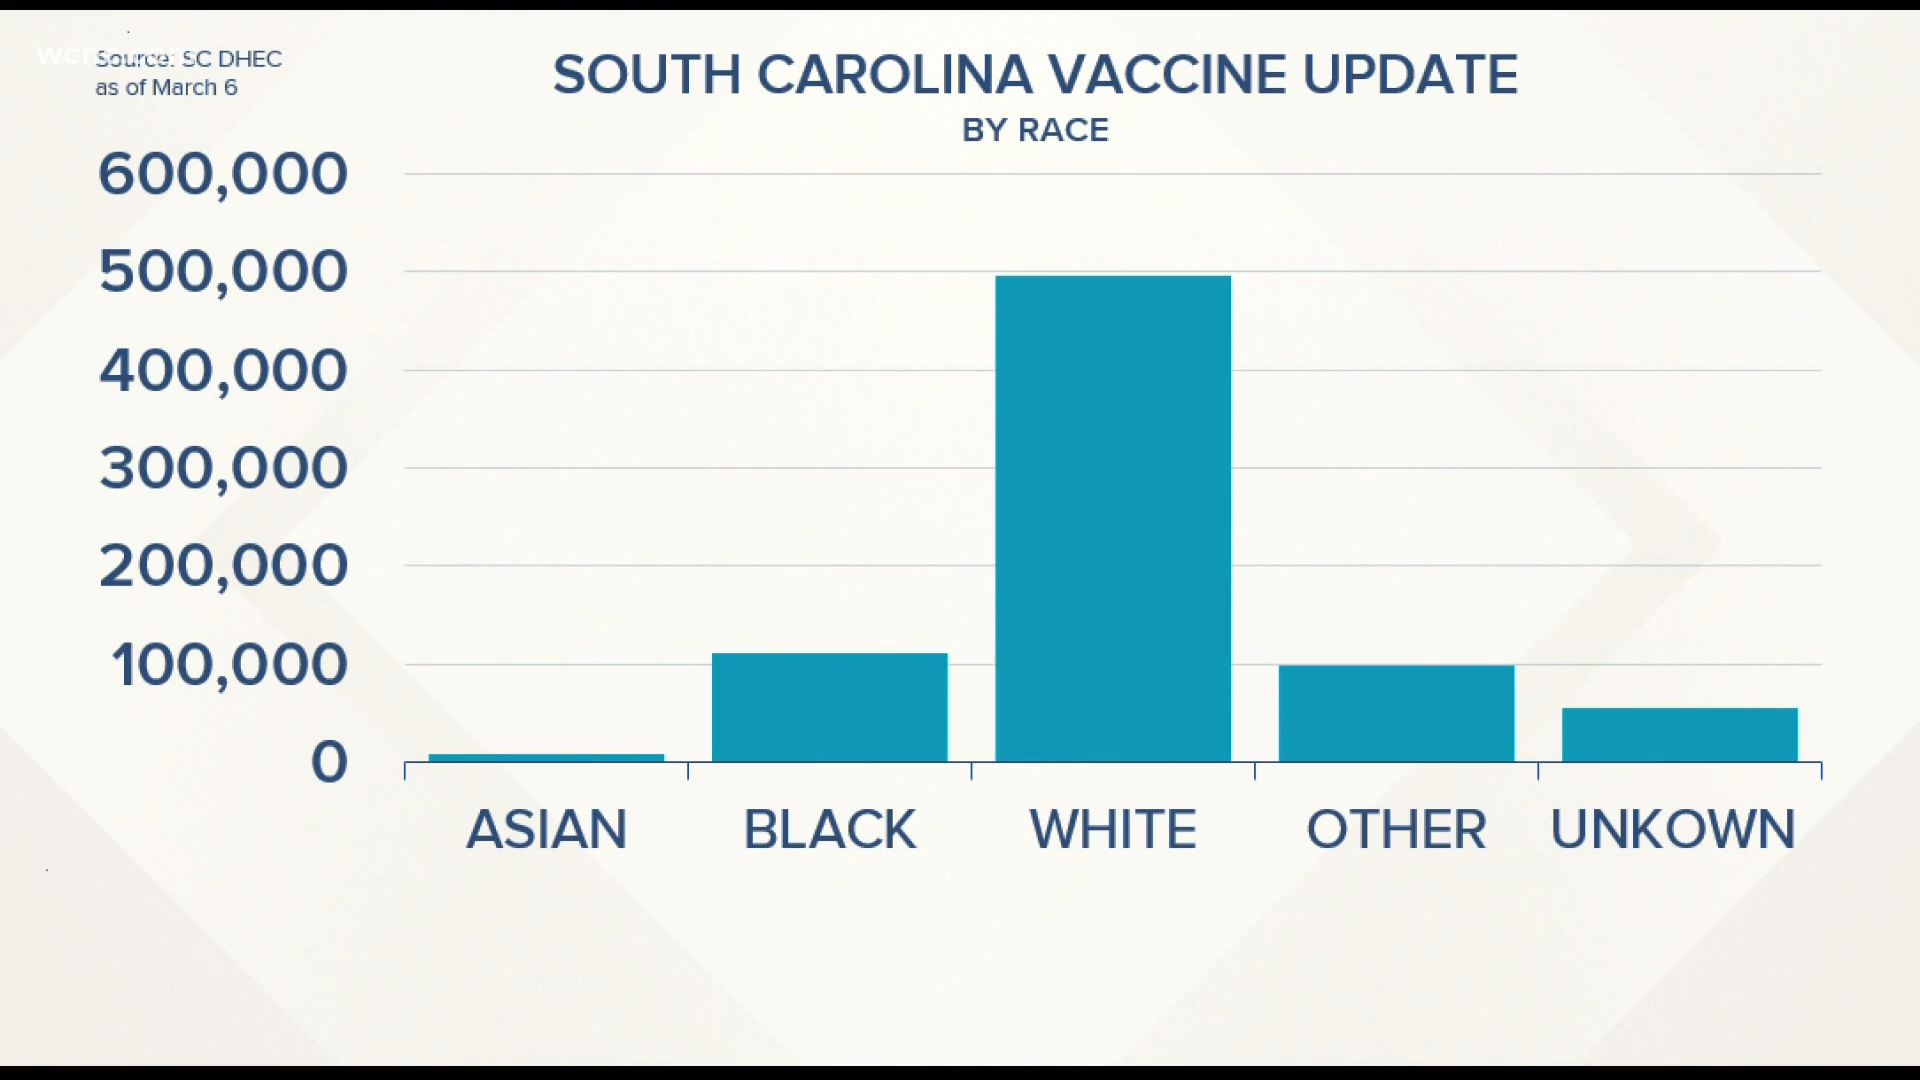 Source: SC DHEC
as of March 6
SOUTH CAROLINA VACCINE UPDATE
BY RACE
600,000
500,000
400,000
300,000
200,000
100,000
0
ASIAN BLACK WHITE OTHER UNKOWN